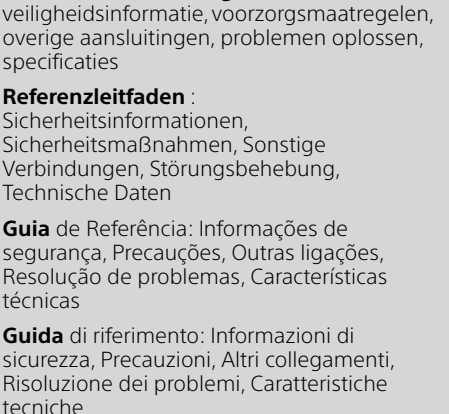 veiligheidsinformatie, voorzorgsmaatregelen,
overige aansluitingen, problemen oplossen,
specificaties
Referenzleitfaden :
Sicherheitsinformationen,
Sicherheitsmaßnahmen, Sonstige
Verbindungen, Störungsbehebung,
Technische Daten
Guia de Referência: Informações de
segurança, Precauções, Outras ligações,
Resolução de problemas, Características
técnicas
Guida di riferimento: Informazioni di
sicurezza, Precauzioni, Altri collegamenti,
Risoluzione dei problemi, Caratteristiche
tecniche